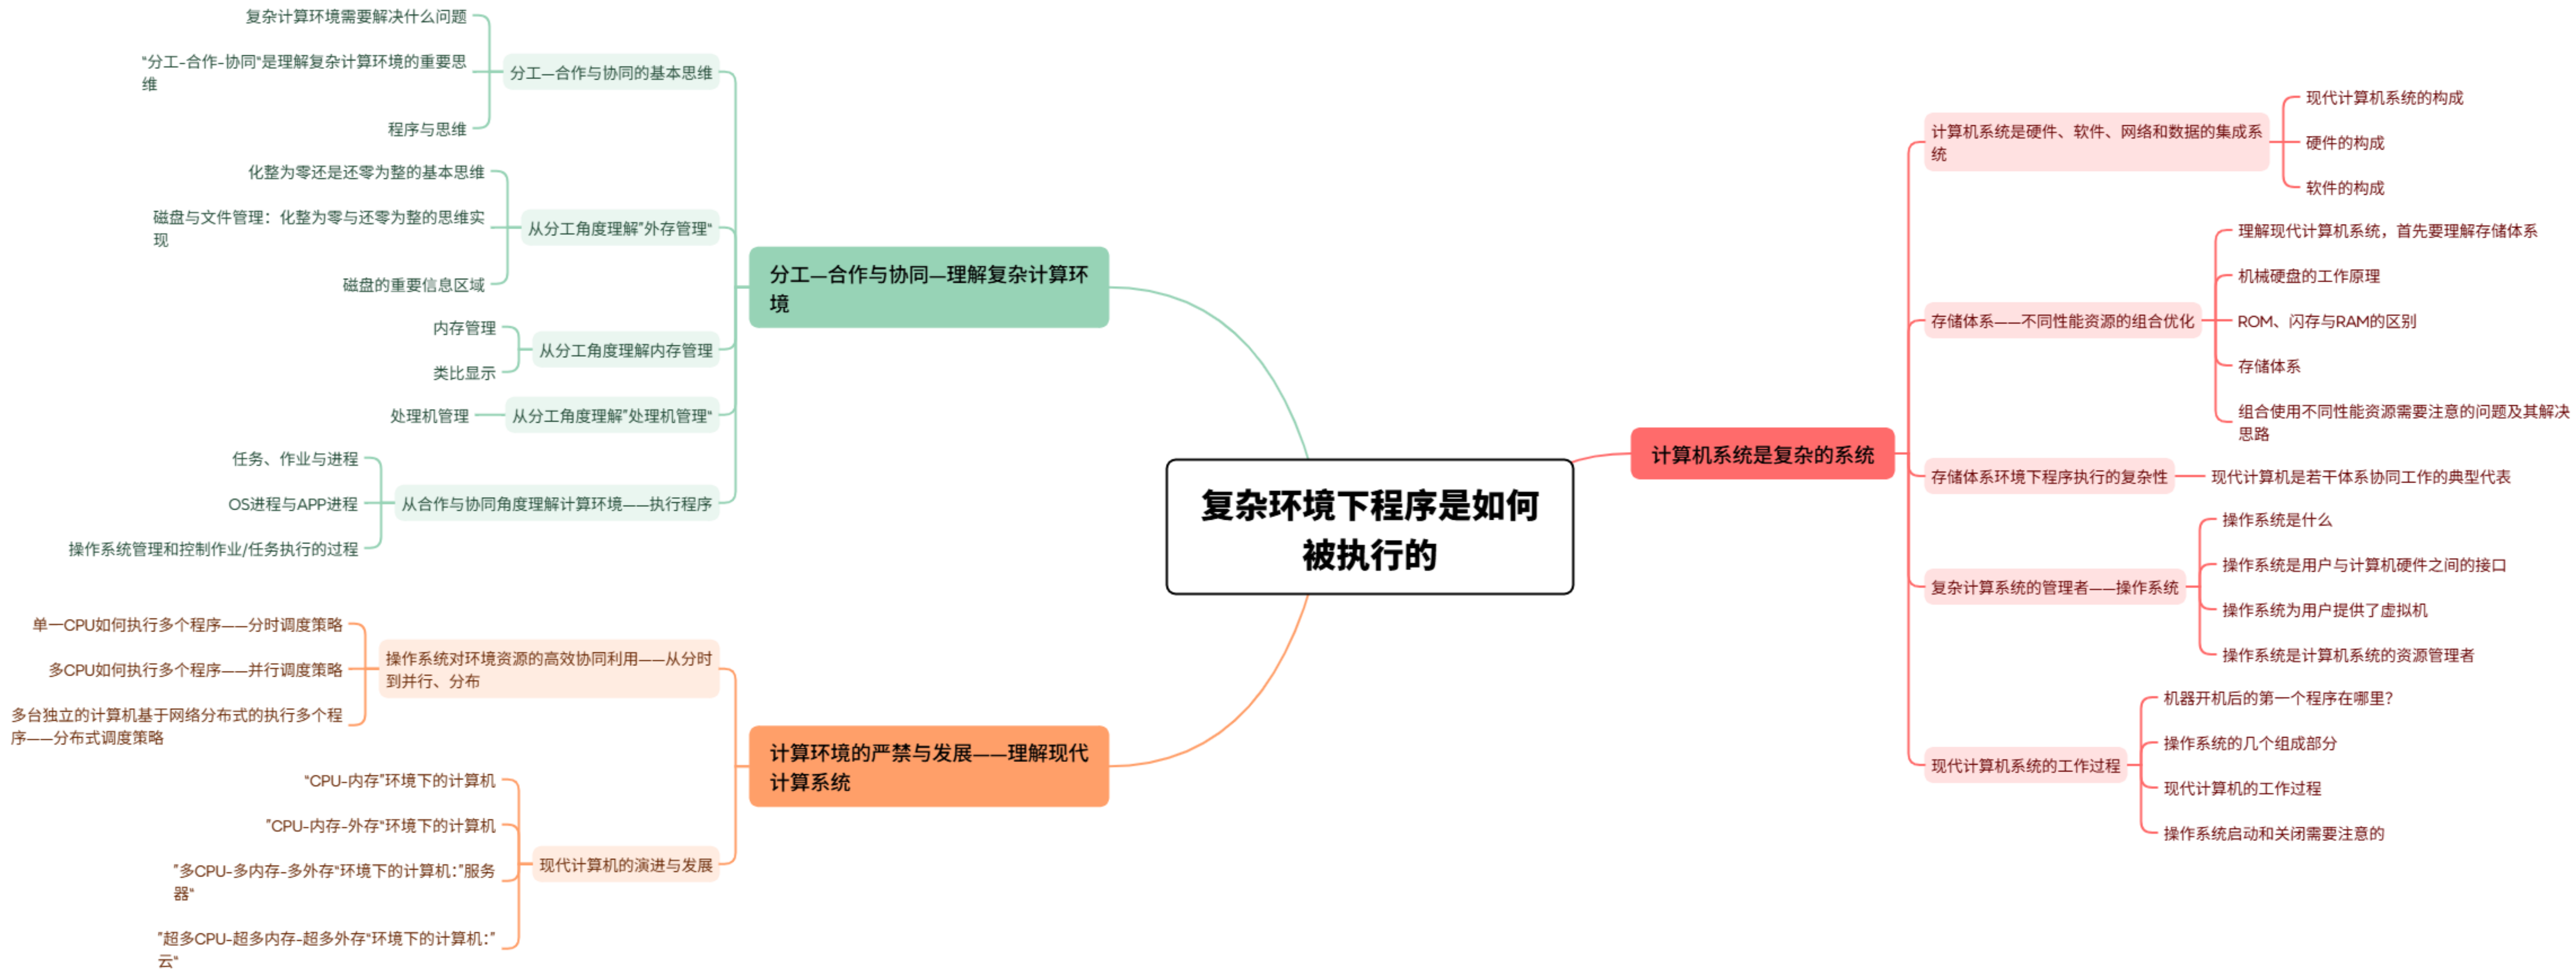 复杂环境下程序是如何
被执行的
计算机系统是复杂的系统
计算机系统是硬件、软件、网络和数据的集成系
统
现代计算机系统的构成
硬件的构成
软件的构成
存储体系——不同性能资源的组合优化
理解现代计算机系统，首先要理解存储体系
机械硬盘的工作原理
ROM、闪存与RAM的区别
存储体系
组合使用不同性能资源需要注意的问题及其解决
思路
存储体系环境下程序执行的复杂性
现代计算机是若干体系协同工作的典型代表
复杂计算系统的管理者——操作系统
操作系统是什么
操作系统是用户与计算机硬件之间的接口
操作系统为用户提供了虚拟机
操作系统是计算机系统的资源管理者
现代计算机系统的工作过程
机器开机后的第一个程序在哪里？
操作系统的几个组成部分
现代计算机的工作过程
操作系统启动和关闭需要注意的
分工—合作与协同—理解复杂计算环
境
分工—合作与协同的基本思维
复杂计算环境需要解决什么问题
“分工-合作-协同“是理解复杂计算环境的重要思
维
程序与思维
从分工角度理解”外存管理“
化整为零还是还零为整的基本思维
磁盘与文件管理：化整为零与还零为整的思维实
现
磁盘的重要信息区域
从分工角度理解内存管理
内存管理
类比显示
从分工角度理解”处理机管理“
处理机管理
从合作与协同角度理解计算环境——执行程序
任务、作业与进程
OS进程与APP进程
操作系统管理和控制作业/任务执行的过程
计算环境的严禁与发展——理解现代
计算系统
操作系统对环境资源的高效协同利用——从分时
到并行、分布
单一CPU如何执行多个程序——分时调度策略
多CPU如何执行多个程序——并行调度策略
多台独立的计算机基于网络分布式的执行多个程
序——分布式调度策略
现代计算机的演进与发展
“CPU-内存”环境下的计算机
”CPU-内存-外存“环境下的计算机
”多CPU-多内存-多外存“环境下的计算机：”服务
器“
”超多CPU-超多内存-超多外存“环境下的计算机：”
云“